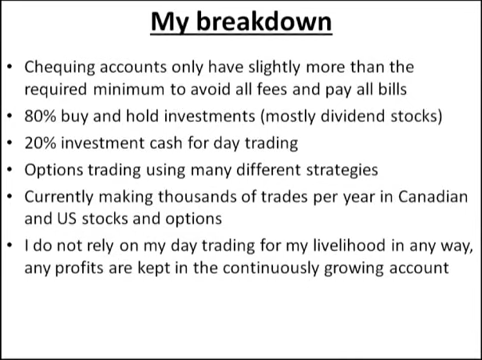 My breakdown
• Chequing accounts only have slightly more than the
required minimum to avoid all fees and pay all bills
• 80% buy and hold investments (mostly dividend stocks)
• 20% investment cash for day trading
• Options trading using many different strategies
• Currently making thousands of trades per year in Canadian
and US stocks and options
• I do not rely on my day trading for my livelihood in any way,
any profits are kept in the continuously growing account